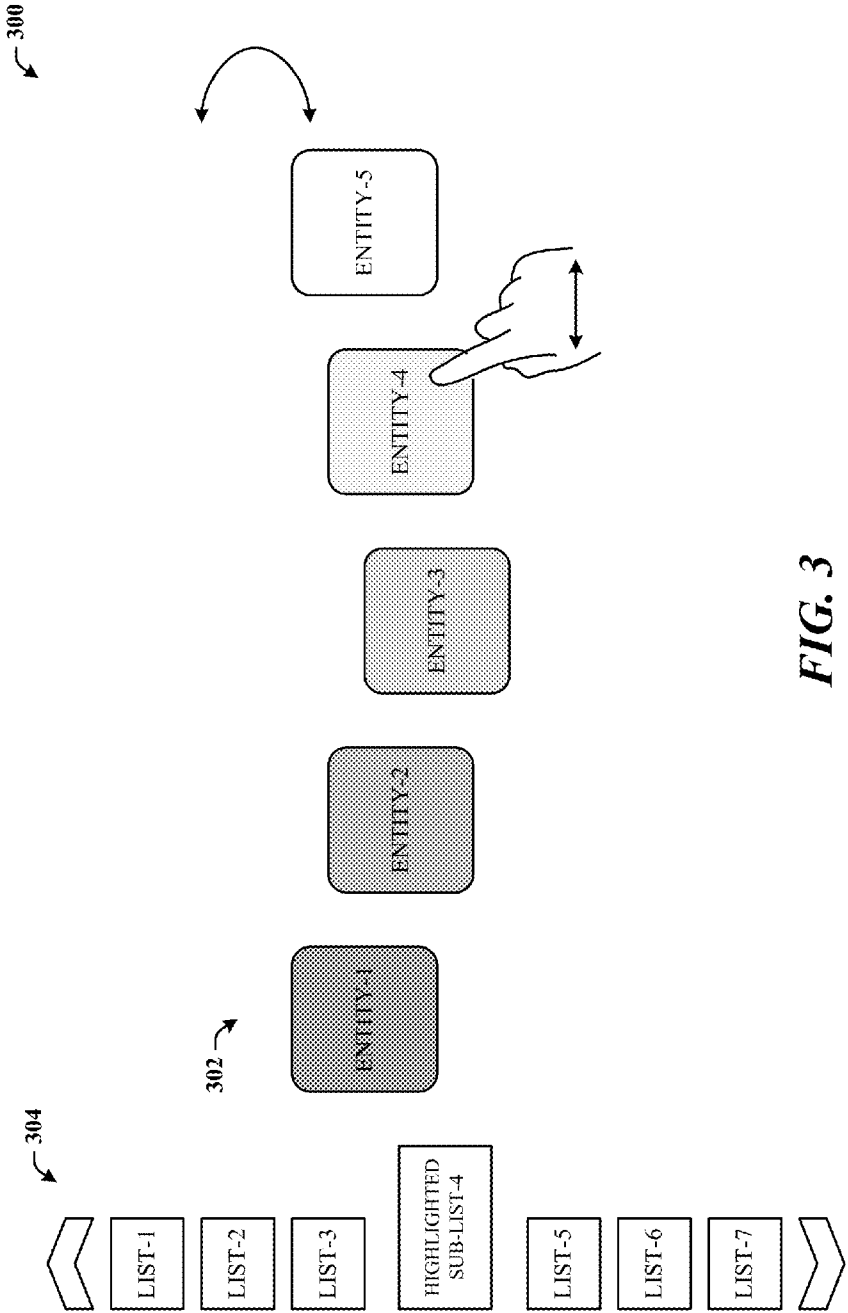 300
ENTITY-1
ENTITY-2
ENTITY-3
ENTITY-4
ENTITY-5
302
304
LIST-1
LIST-2
LIST-3
HIGHLIGHTED
SUB-LIST-4
LIST-5
LIST-6
LIST-7
FIG. 3